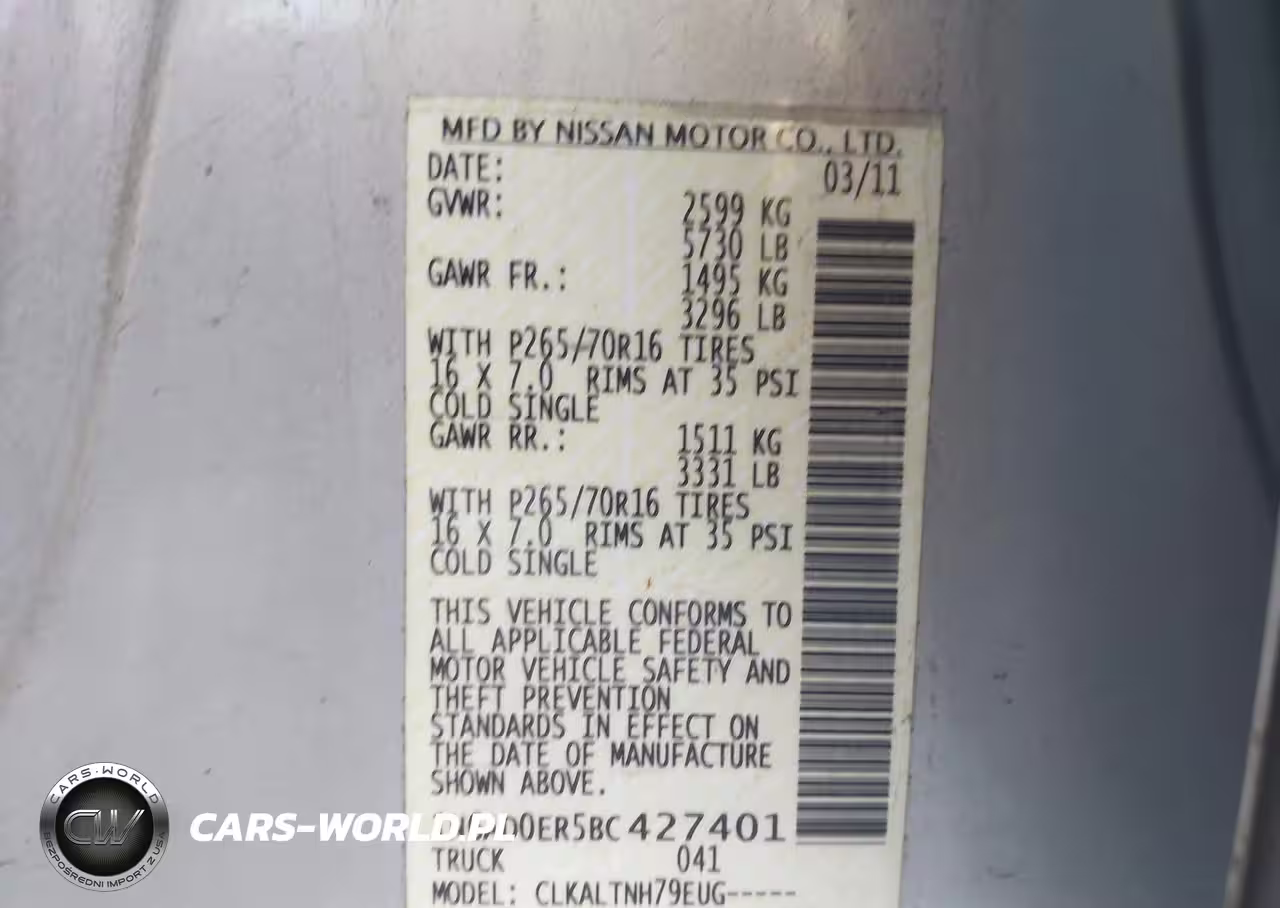 MFD BY NISSAN MOTOR CO., LTD.
DATE: 03/11
GVWR: 2599 KG
5730 LB
GAWR FR.: 1495 KG
3296 LB
WITH P265/70R16 TIRES
16 X 7.0 RIMS AT 35 PSI
COLD SINGLE
GAWR RR.: 1511 KG
3331 LB
WITH P265/70R16 TIRES
16 X 7.0 RIMS AT 35 PSI
COLD SINGLE
THIS VEHICLE CONFORMS TO
ALL APPLICABLE FEDERAL
MOTOR VEHICLE SAFETY AND
THEFT PREVENTION
STANDARDS IN EFFECT ON
THE DATE OF MANUFACTURE
SHOWN ABOVE.
427401
TRUCK 041
MODEL: CLKALTNH79EUG-----
CARS-WORLD
CW
BEZPOŚREDNI IMPORT Z USA
CARS-WORLD.PL